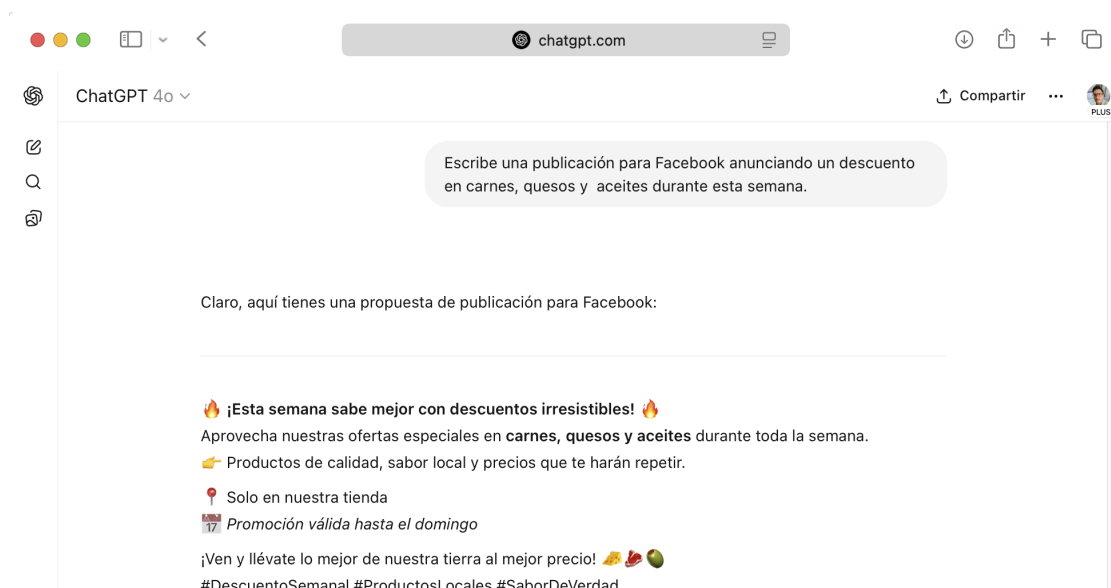 chatgpt.com
ChatGPT 4o
Compartir
PLUS
Escribe una publicación para Facebook anunciando un descuento
en carnes, quesos y  aceites durante esta semana.
Claro, aquí tienes una propuesta de publicación para Facebook:
🔥 ¡Esta semana sabe mejor con descuentos irresistibles! 🔥
Aprovecha nuestras ofertas especiales en carnes, quesos y aceites durante toda la semana.
👉 Productos de calidad, sabor local y precios que te harán repetir.
📍 Solo en nuestra tienda
📅 Promoción válida hasta el domingo
¡Ven y llévate lo mejor de nuestra tierra al mejor precio! 🧀🥩🫒
#DescuentoSemanal #ProductosLocales #SaborDeVerdad